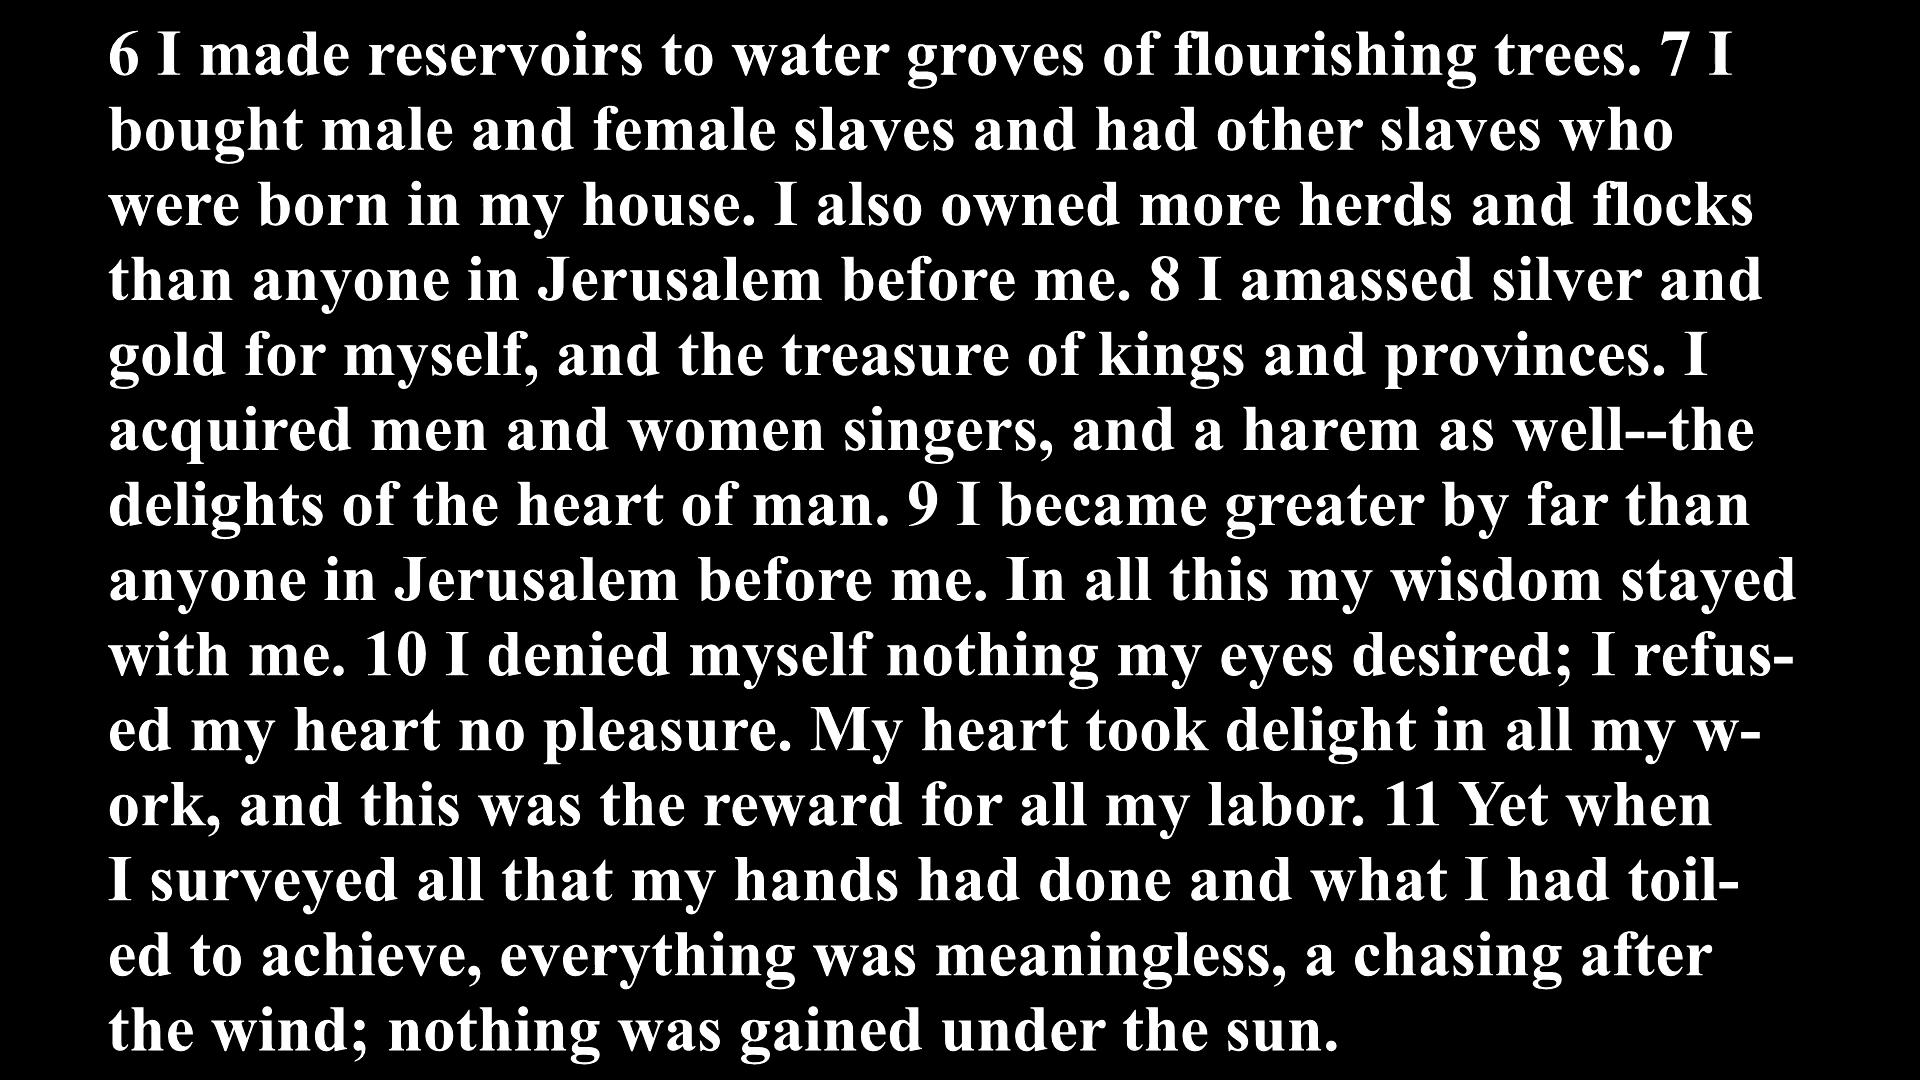 6 I made reservoirs to water groves of flourishing trees. 7 I
bought male and female slaves and had other slaves who
were born in my house. I also owned more herds and flocks
than anyone in Jerusalem before me. 8 I amassed silver and
gold for myself, and the treasure of kings and provinces. I
acquired men and women singers, and a harem as well--the
delights of the heart of man. 9 I became greater by far than
anyone in Jerusalem before me. In all this my wisdom stayed
with me. 10 I denied myself nothing my eyes desired; I refus-
ed my heart no pleasure. My heart took delight in all my w-
ork, and this was the reward for all my labor. 11 Yet when
I surveyed all that my hands had done and what I had toil-
ed to achieve, everything was meaningless, a chasing after
the wind; nothing was gained under the sun.